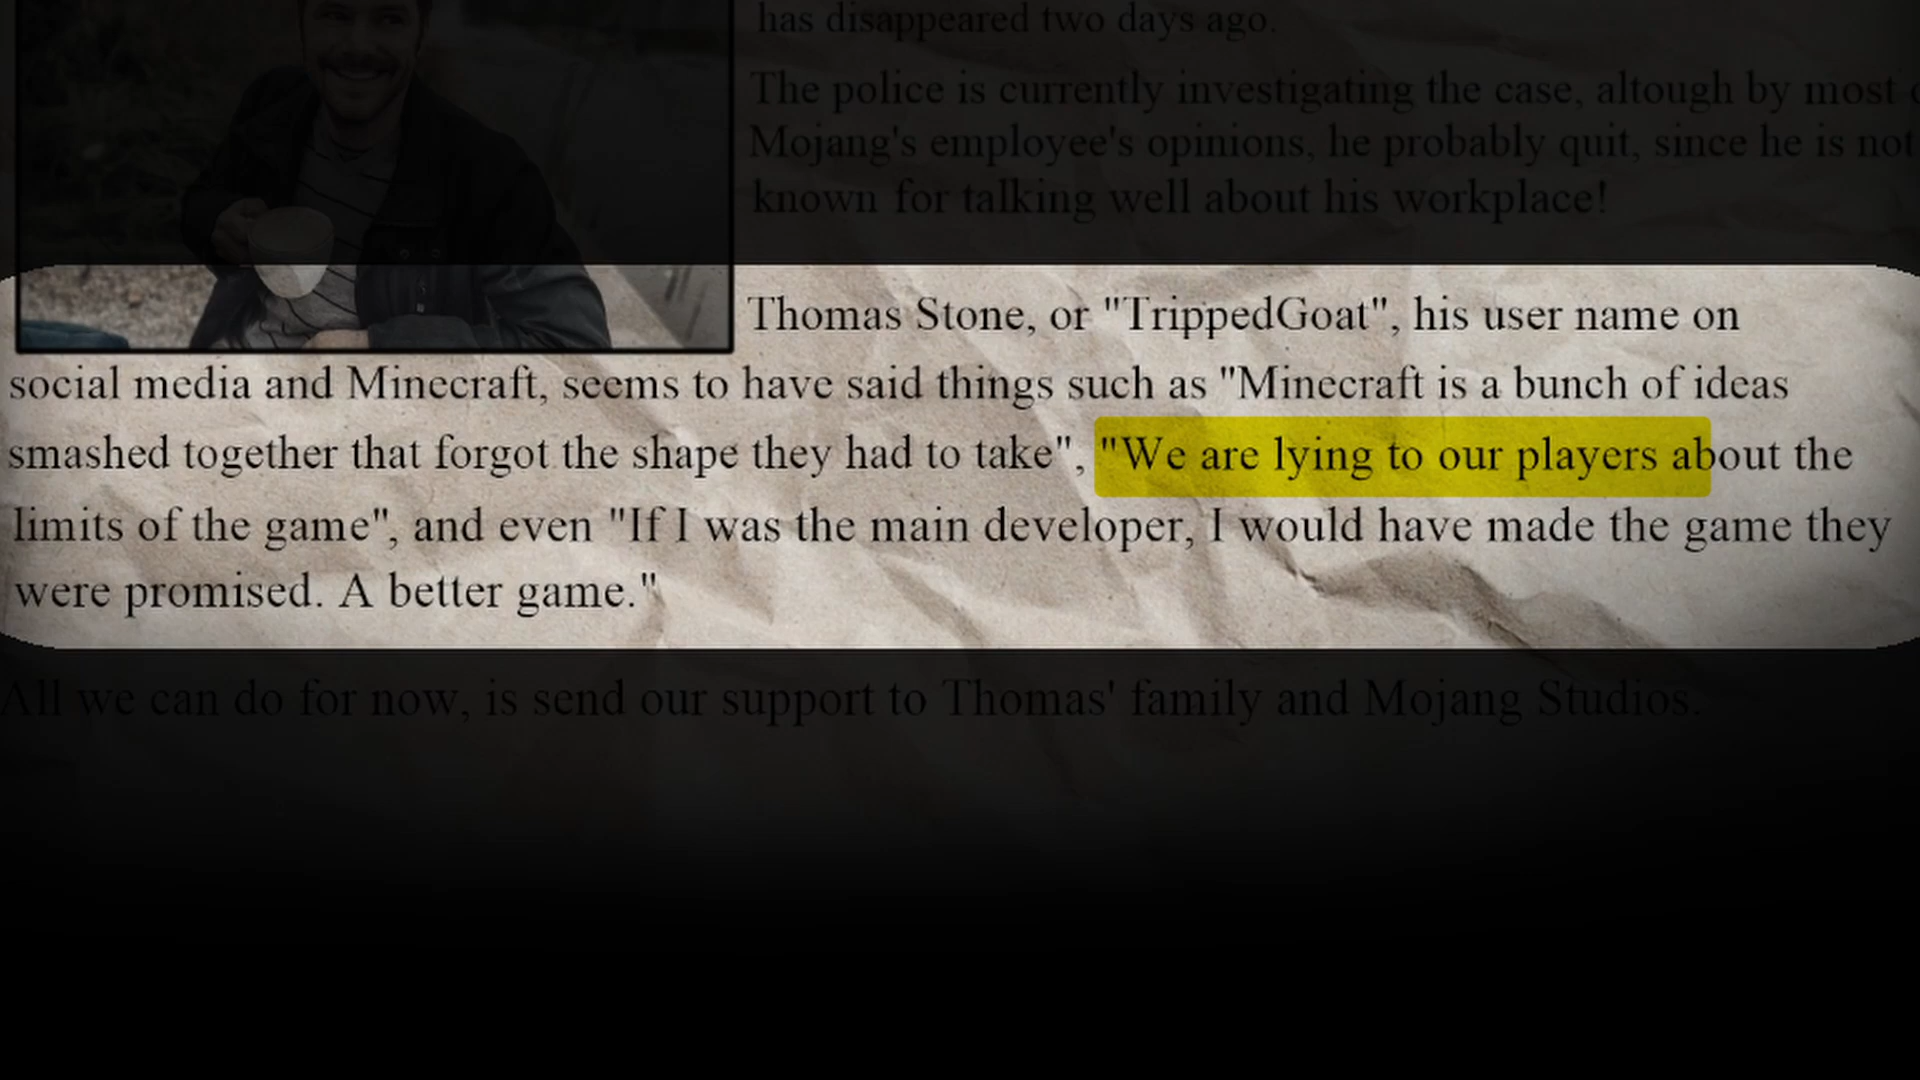 has disappeared two days ago.
The police is currently investigating the case, altough by most
Mojang's employee's opinions, he probably quit, since he is not
known for talking well about his workplace!
Thomas Stone, or "TrippedGoat", his user name on
social media and Minecraft, seems to have said things such as "Minecraft is a bunch of ideas
smashed together that forgot the shape they had to take", "We are lying to our players about the
limits of the game", and even "If I was the main developer, I would have made the game they
were promised. A better game."
All we can do for now, is send our support to Thomas' family and Mojang Studios.